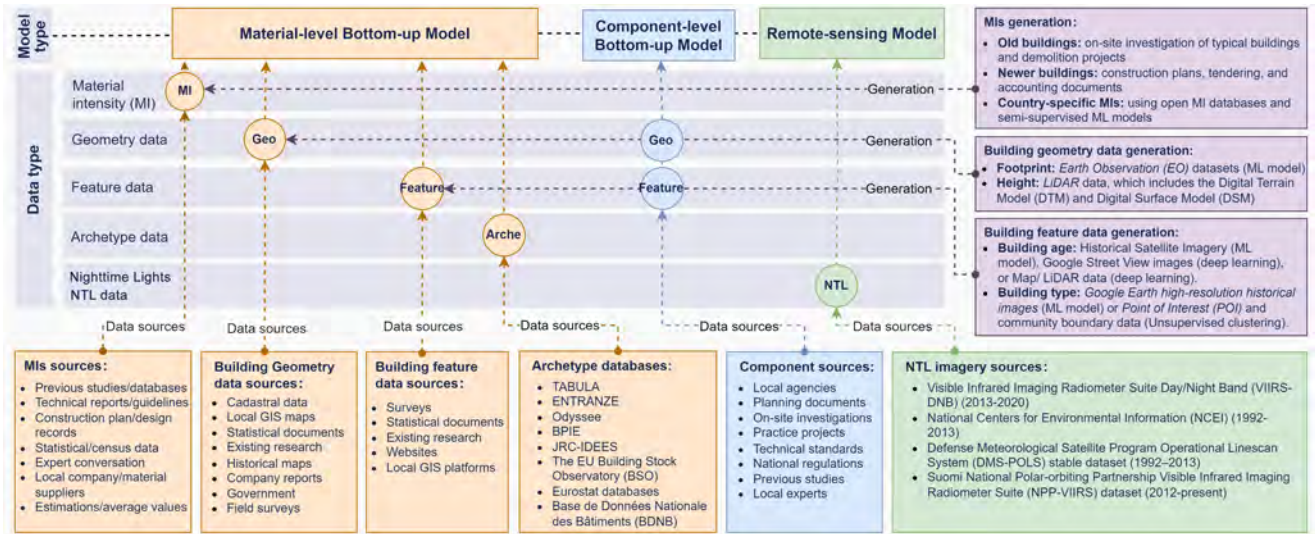 Model type
Material-level Bottom-up Model
Component-level
Bottom-up Model
Remote-sensing Model
Data type
Material
intensity (MI)
MI
Generation
Geometry data
Geo
Geo
Generation
Feature data
Feature
Feature
Generation
Archetype data
Arche
Nighttime Lights
NTL data
NTL
MIs generation:
• Old buildings: on-site investigation of typical buildings
and demolition projects
• Newer buildings: construction plans, tendering, and
accounting documents
• Country-specific MIs: using open MI databases and
semi-supervised ML models
Building geometry data generation:
• Footprint: Earth Observation (EO) datasets (ML model)
• Height: LiDAR data, which includes the Digital Terrain
Model (DTM) and Digital Surface Model (DSM)
Building feature data generation:
• Building age: Historical Satellite Imagery (ML
model), Google Street View images (deep learning),
or Map/ LiDAR data (deep learning).
• Building type: Google Earth high-resolution historical
images (ML model) or Point of Interest (POI) and
community boundary data (Unsupervised clustering).
Data sources
Data sources
Data sources
Data sources
Data sources
Data sources
MIs sources:
• Previous studies/databases
• Technical reports/guidelines
• Construction plan/design
records
• Statistical/census data
• Expert conversation
• Local company/material
suppliers
• Estimations/average values
Building Geometry
data sources:
• Cadastral data
• Local GIS maps
• Statistical documents
• Existing research
• Historical maps
• Company reports
• Government
• Field surveys
Building feature
data sources:
• Surveys
• Statistical documents
• Existing research
• Websites
• Local GIS platforms
Archetype databases:
• TABULA
• ENTRANZE
• Odyssee
• BPIE
• JRC-IDEES
• The EU Building Stock
Observatory (BSO)
• Eurostat databases
• Base de Données Nationale
des Bâtiments (BDNB)
Component sources:
• Local agencies
• Planning documents
• On-site investigations
• Practice projects
• Technical standards
• National regulations
• Previous studies
• Local experts
NTL imagery sources:
• Visible Infrared Imaging Radiometer Suite Day/Night Band (VIIRS-
DNB) (2013-2020)
• National Centers for Environmental Information (NCEI) (1992-
2013)
• Defense Meteorological Satellite Program Operational Linescan
System (DMS-POLS) stable dataset (1992–2013)
• Suomi National Polar-orbiting Partnership Visible Infrared Imaging
Radiometer Suite (NPP-VIIRS) dataset (2012-present)